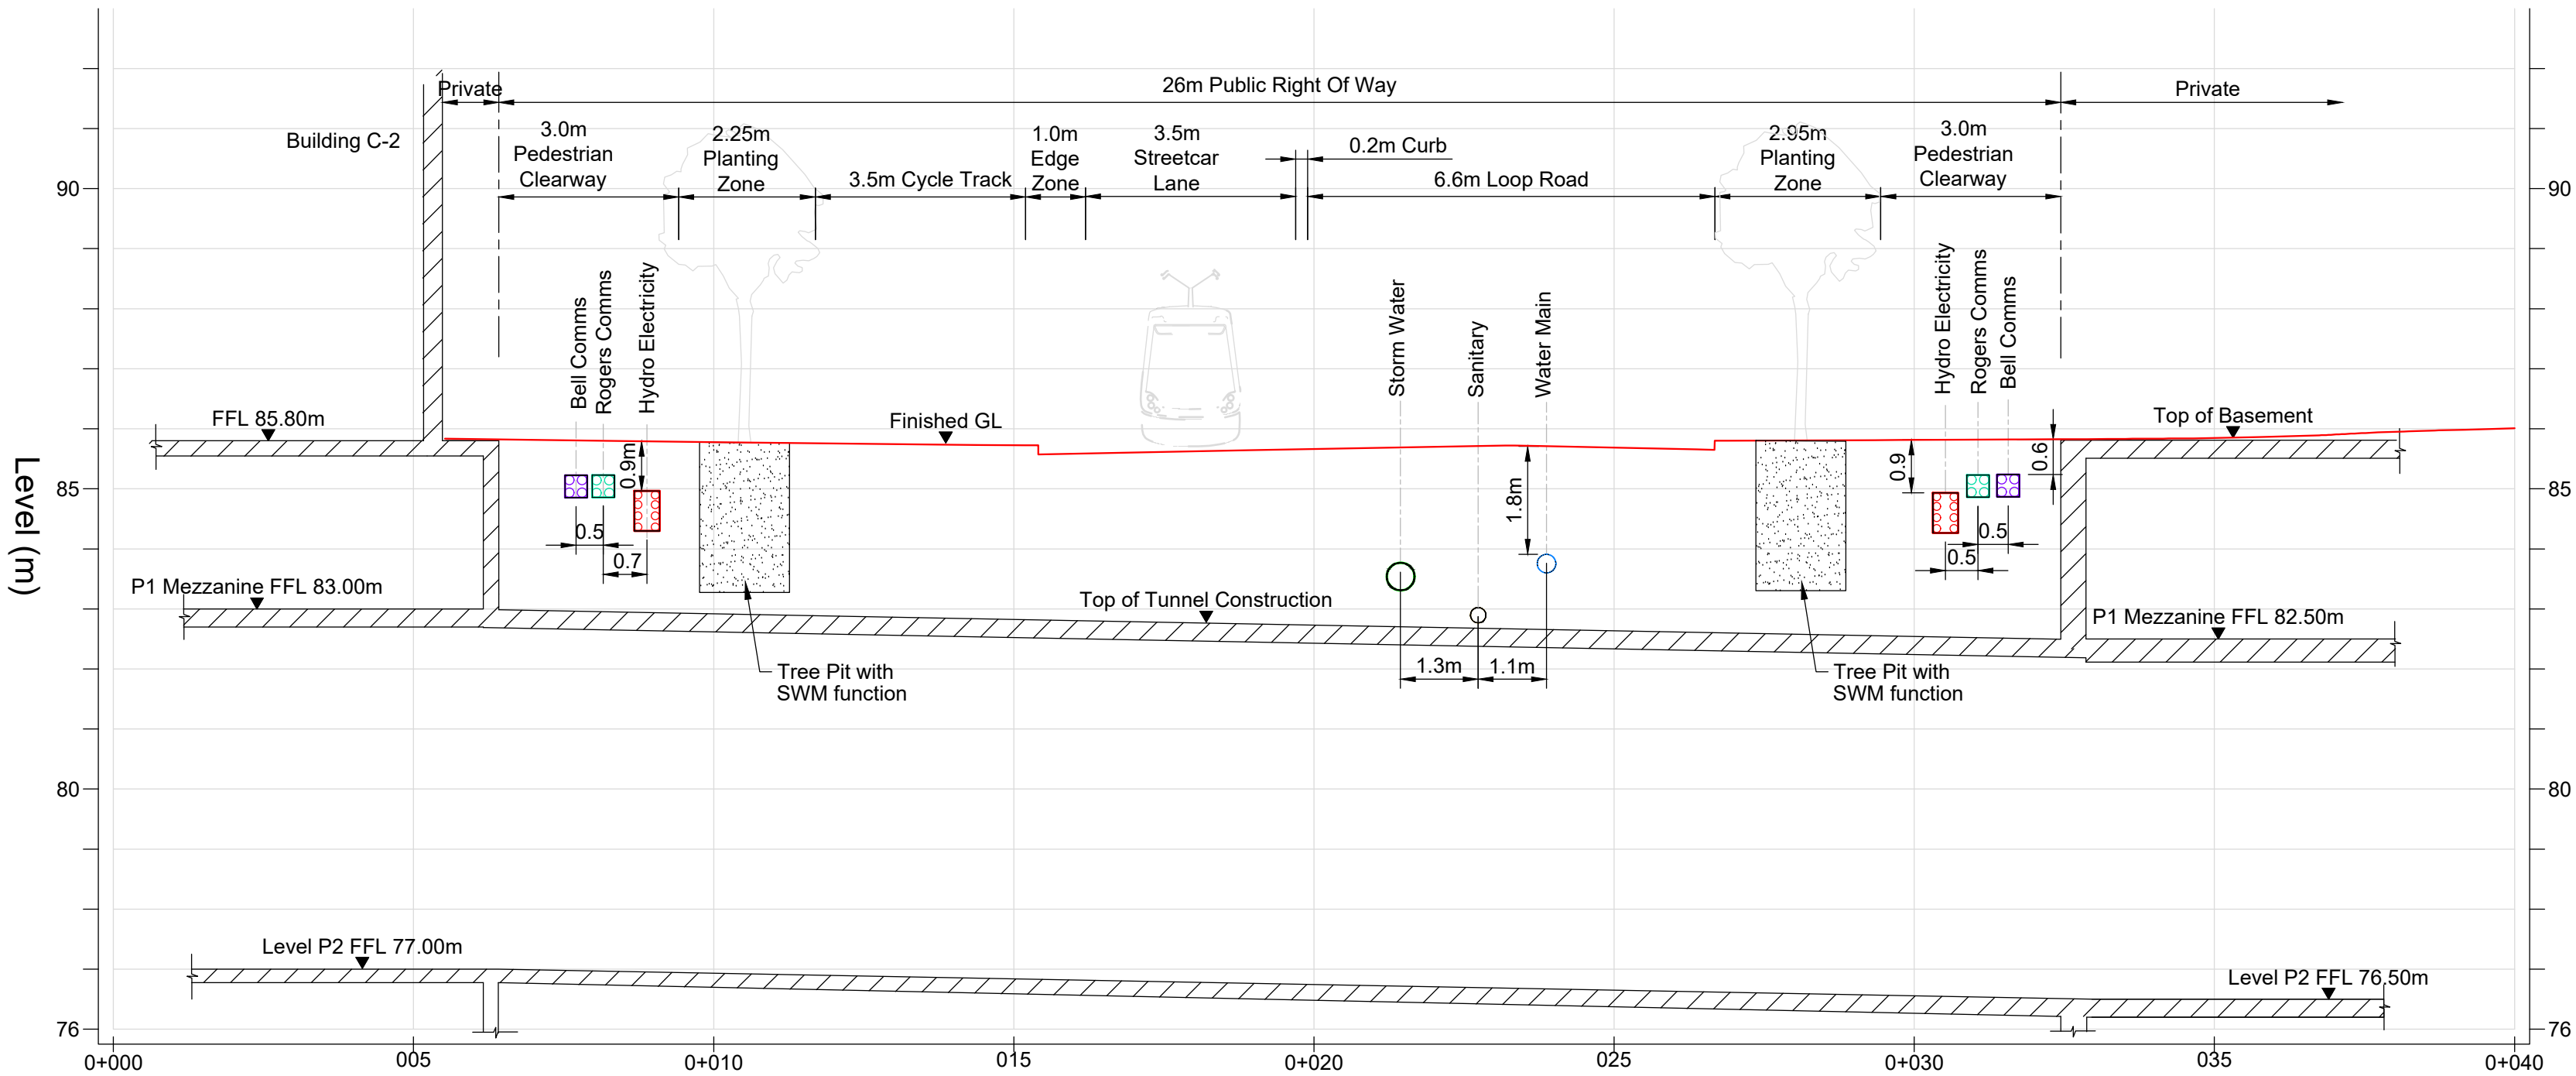 26m Public Right Of Way
Private
Private
Building C-2
3.0m
Pedestrian
Clearway
2.25m
Planting
Zone
3.5m Cycle Track
1.0m
Edge
Zone
3.5m
Streetcar
Lane
0.2m Curb
6.6m Loop Road
2.95m
Planting
Zone
3.0m
Pedestrian
Clearway
90
90
Bell Comms
Rogers Comms
Hydro Electricity
Storm Water
Sanitary
Water Main
Hydro Electricity
Rogers Comms
Bell Comms
FFL 85.80m
Finished GL
Top of Basement
0.9m
1.8m
0.9
0.6
Level (m)
85
85
0.5
0.7
0.5
0.5
P1 Mezzanine FFL 83.00m
Top of Tunnel Construction
P1 Mezzanine FFL 82.50m
1.3m
1.1m
Tree Pit with
SWM function
Tree Pit with
SWM function
80
80
Level P2 FFL 77.00m
Level P2 FFL 76.50m
76
76
0+000
005
0+010
015
0+020
025
0+030
035
0+040